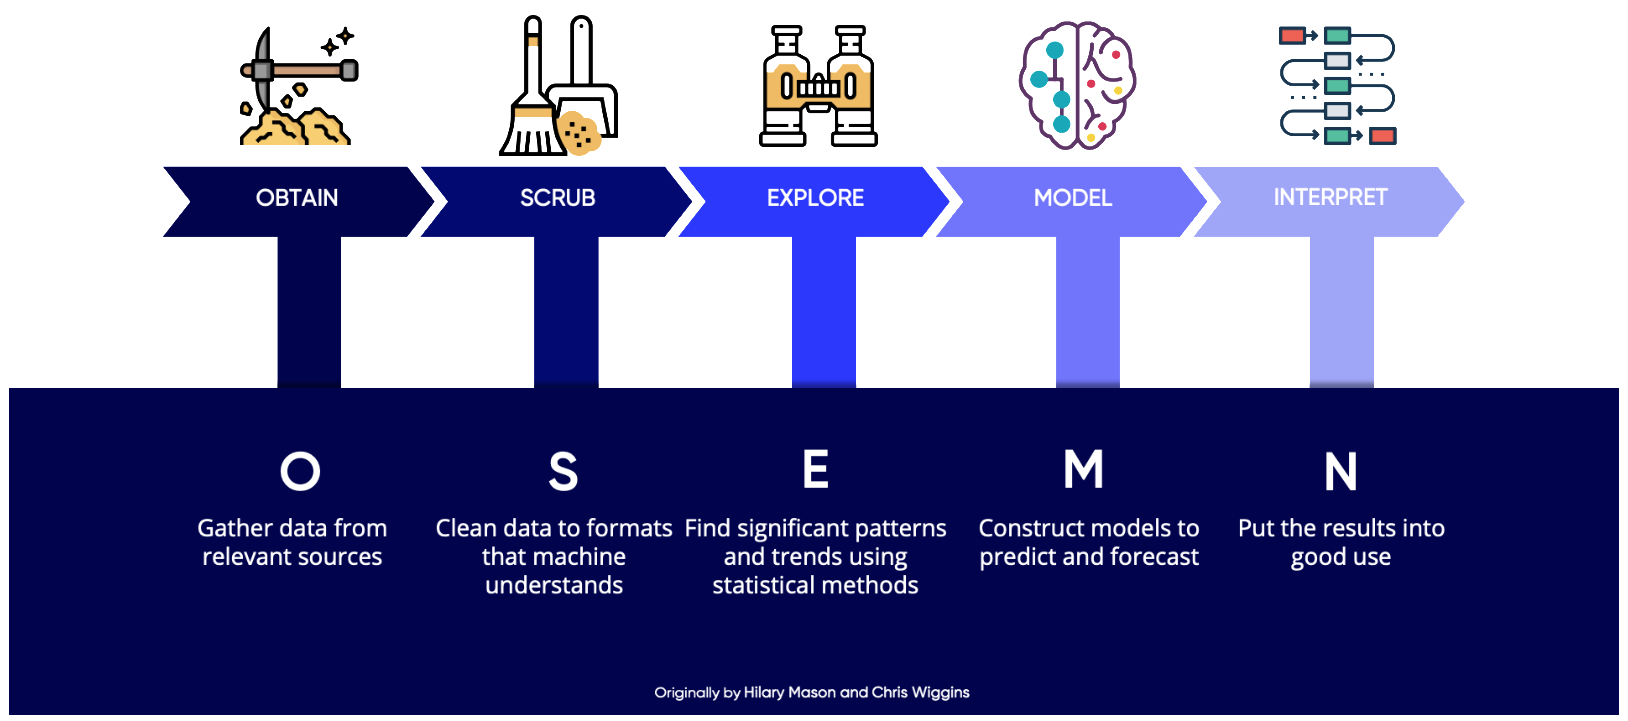 OBTAIN
SCRUB
EXPLORE
MODEL
INTERPRET
O
S
E
M
N
Gather data from
relevant sources
Clean data to formats
that machine
understands
Find significant patterns
and trends using
statistical methods
Construct models to
predict and forecast
Put the results into
good use
Originally by Hilary Mason and Chris Wiggins